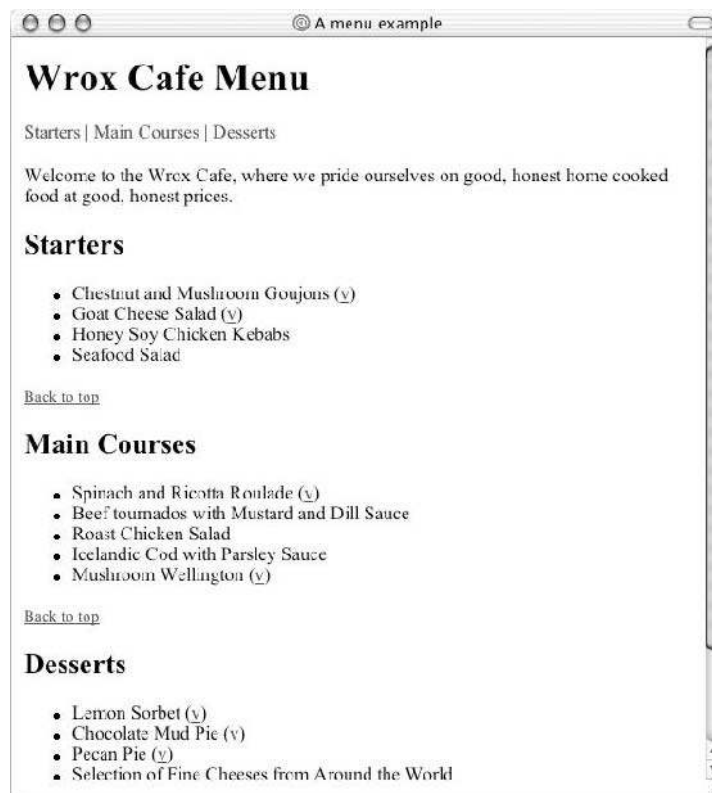 A menu example
Wrox Cafe Menu
Starters | Main Courses | Desserts
Welcome to the Wrox Cafe, where we pride ourselves on good, honest home cooked
food at good, honest prices.
Starters
• Chestnut and Mushroom Goujons (v)
• Goat Cheese Salad (v)
• Honey Soy Chicken Kebabs
• Seafood Salad
Back to top
Main Courses
• Spinach and Ricotta Roulade (v)
• Beef tournados with Mustard and Dill Sauce
• Roast Chicken Salad
• Icelandic Cod with Parsley Sauce
• Mushroom Wellington (v)
Back to top
Desserts
• Lemon Sorbet (v)
• Chocolate Mud Pie (v)
• Pecan Pie (v)
• Selection of Fine Cheeses from Around the World